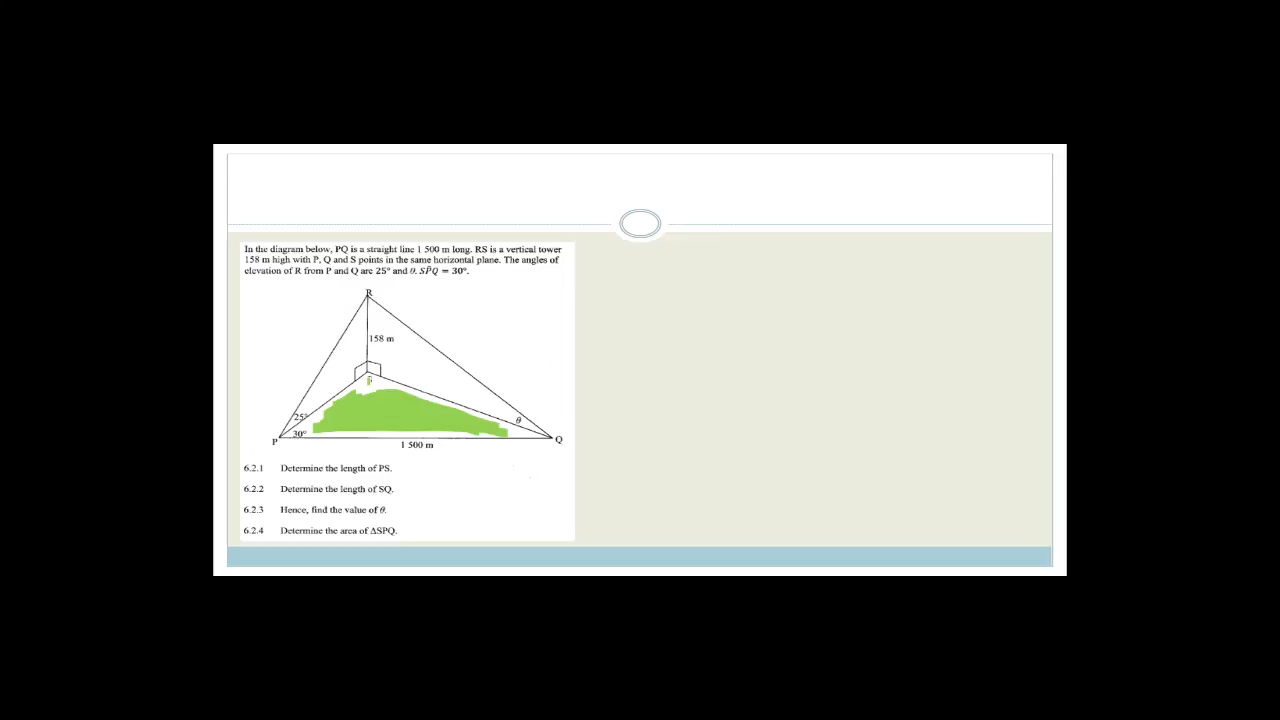 In the diagram below, PQ is a straight line 1 500 m long. RS is a vertical tower
158 m high with P, Q and S points in the same horizontal plane. The angles of
elevation of R from P and Q are 25° and θ. SP̂Q = 30°.
R
158 m
25°
θ
30°
P
Q
1 500 m
6.2.1 Determine the length of PS.
6.2.2 Determine the length of SQ.
6.2.3 Hence, find the value of θ.
6.2.4 Determine the area of ΔSPQ.